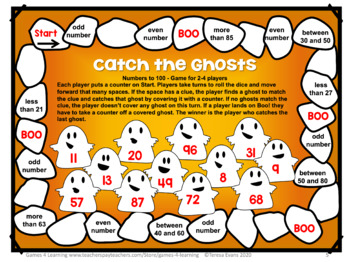 Start
odd
number
even
number
BOO
more
than 85
even
number
between
30 and 50
less
than 27
BOO
odd
number
between
50 and 80
BOO
odd
number
between
40 and 60
even
number
more
than 63
odd
number
BOO
less
than 21
Catch the Ghosts
Numbers to 100 - Game for 2-4 players
Each player puts a counter on Start. Players take turns to roll the dice and move
forward that many spaces. If the space has a clue, the player finds a ghost to match
the clue and catches that ghost by covering it with a counter. If no ghosts match the
clue, the player doesn't cover any ghost on this turn. If a player lands on Boo! they
have to take a counter off a covered ghost. The winner is the player who catches the
last ghost.
11
20
96
31
13
49
8
9
57
87
72
68
Games 4 Learning www.teacherspayteachers.com/Store/games-4-learning ©Teresa Evans 2020